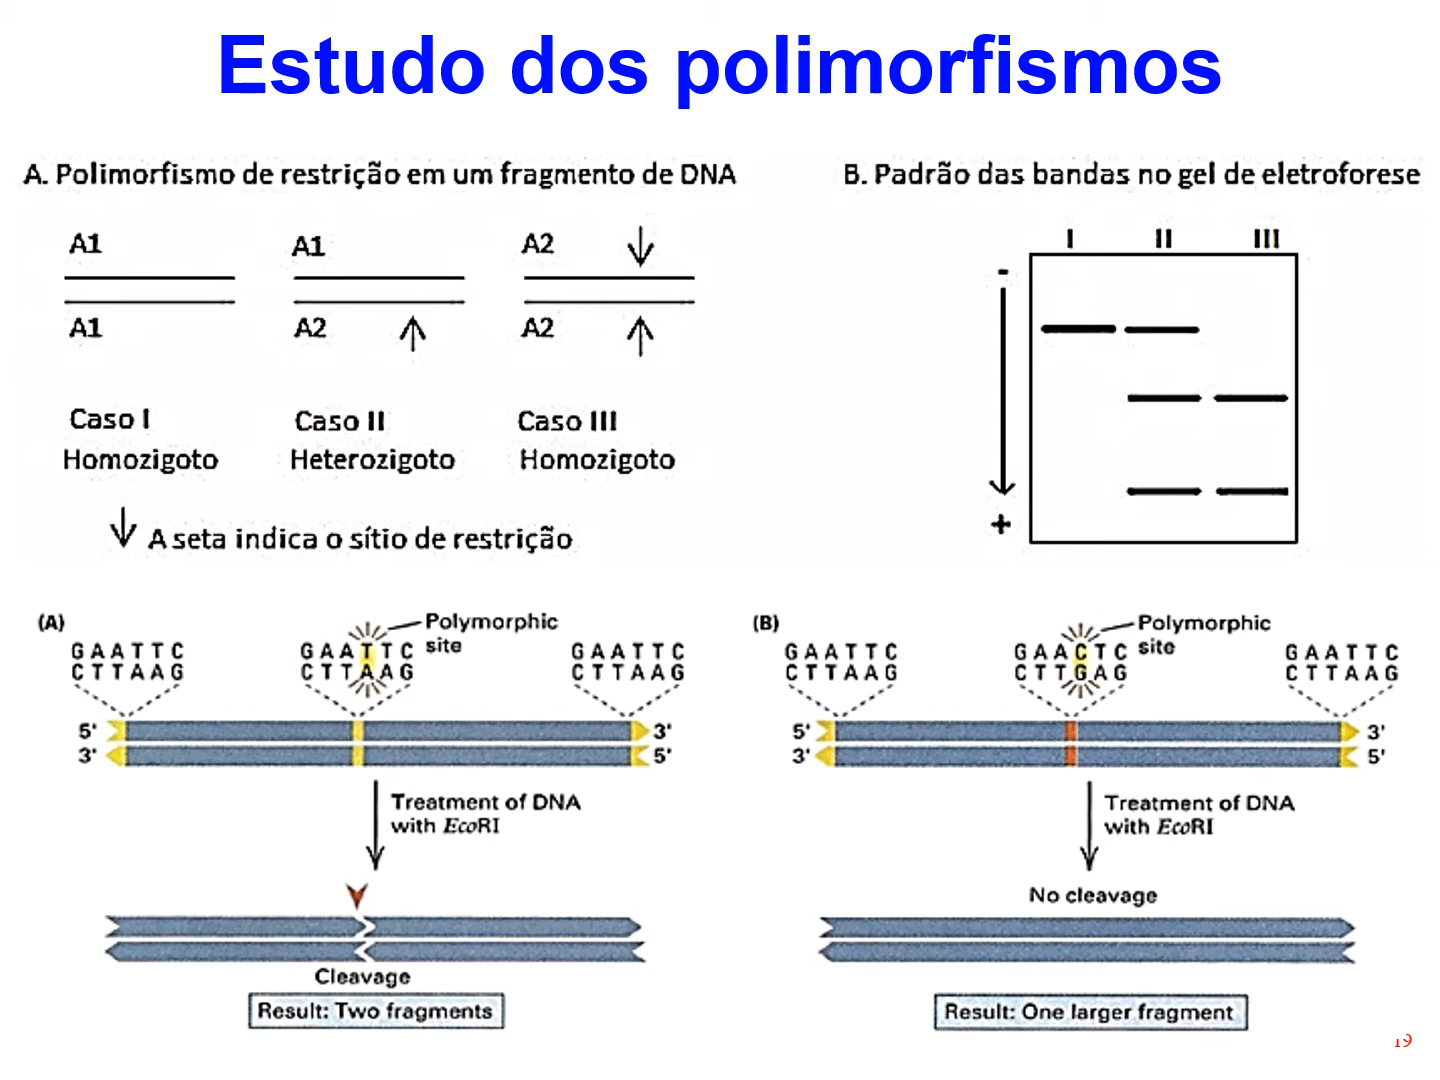 Estudo dos polimorfismos
A. Polimorfismo de restrição em um fragmento de DNA
B. Padrão das bandas no gel de eletroforese
A1
A1
A2
A1
A2
A2
Caso I
Caso II
Caso III
Homozigoto
Heterozigoto
Homozigoto
A seta indica o sítio de restrição
I II III
-
+
(A)
Polymorphic
site
G A A T T C
C T T A A G
G A A T T C
C T T A A G
G A A T T C
C T T A A G
5' 3'
3' 5'
Treatment of DNA
with EcoRI
Cleavage
Result: Two fragments
(B)
Polymorphic
site
G A A T T C
C T T A A G
G A A C T C
C T T G A G
G A A T T C
C T T A A G
5' 3'
3' 5'
Treatment of DNA
with EcoRI
No cleavage
Result: One larger fragment
19